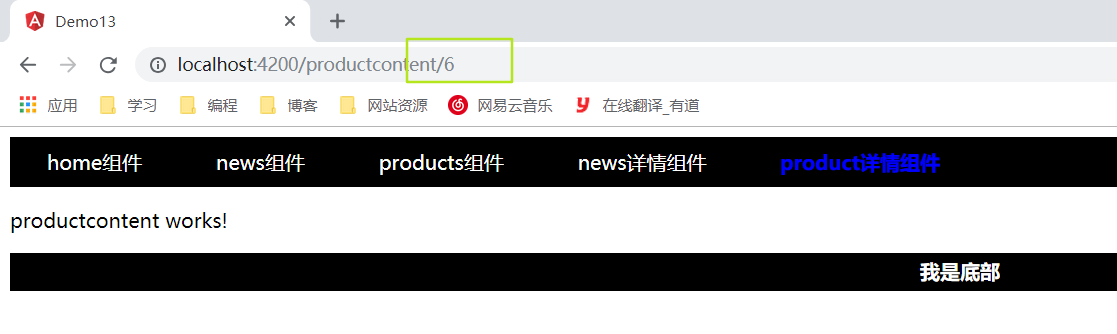 Demo13
localhost:4200/productcontent/6
应用 学习 编程 博客 网站资源 网易云音乐 在线翻译_有道
home组件 news组件 products组件 news详情组件 product详情组件
productcontent works!
我是底部